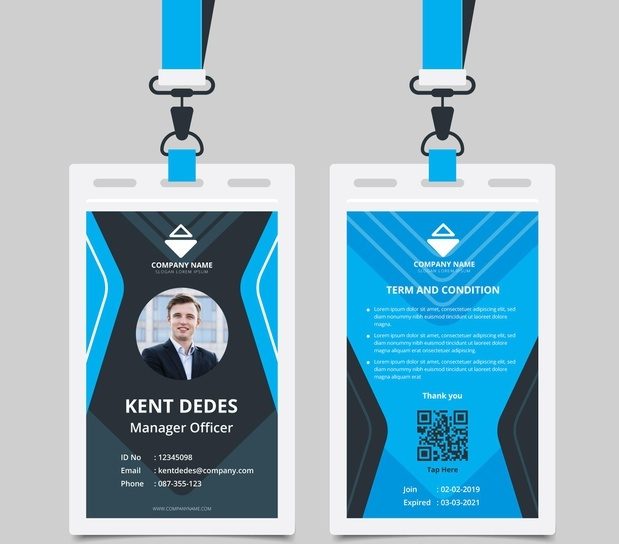 COMPANY NAME
SLOGAN LOREM IPSUM
KENT DEDES
Manager Officer
ID No : 12345098
Email : kentdedes@company.com
Phone : 087-355-123
WWW.COMPANYNAME.COM
COMPANY NAME
SLOGAN LOREM IPSUM
TERM AND CONDITION
Lorem ipsum dolor sit amet, consectetuer adipiscing elit, sed
diam nonummy nibh euismod tincidunt ut laoreet dolore
magna.
Lorem ipsum dolor sit amet, consectetuer adipiscing elit, sed
diam nonummy nibh euismod tincidunt ut laoreet dolore
magna.
Lorem ipsum dolor sit amet, consectetuer adipiscing elit, sed
diam nonummy nibh euismod tincidunt ut laoreet dolore
magna aliquam erat
Thank you
Tap Here
Join : 02-02-2019
Expired : 03-03-2021